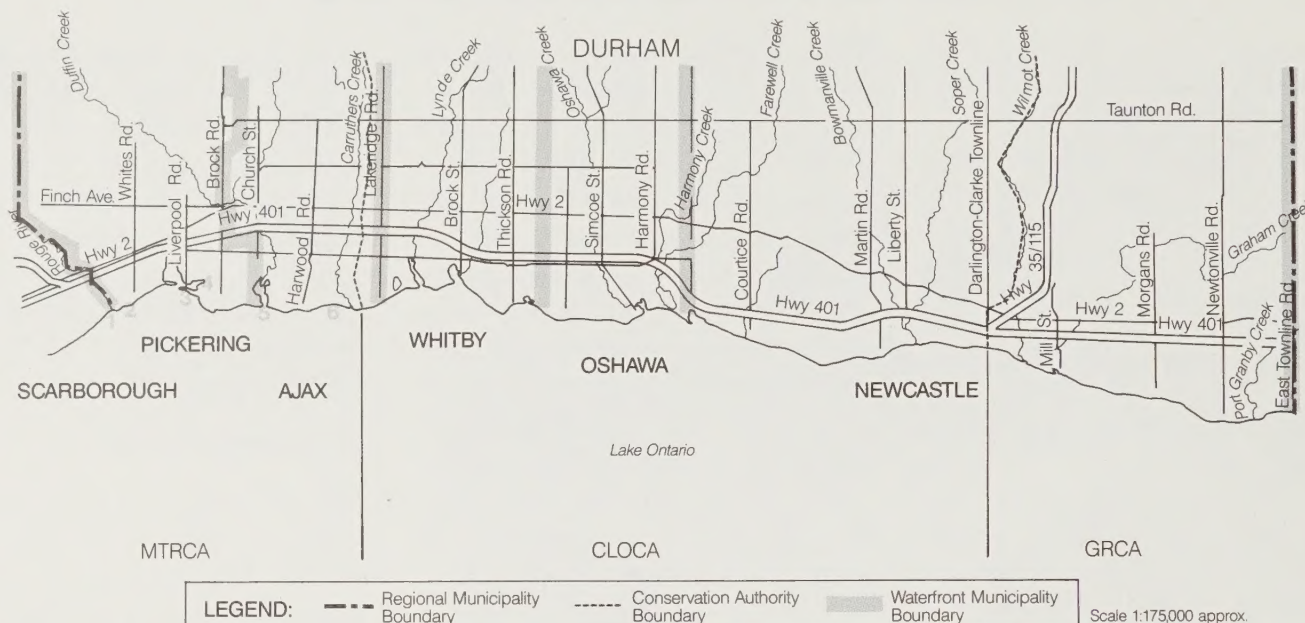 DURHAM
Duffin Creek
Carruthers Creek
Lynde Creek
Oshawa Creek
Farewell Creek
Bowmanville Creek
Soper Creek
Wilmot Creek
Taunton Rd.
Whites Rd.
Liverpool Rd.
Brock Rd.
Church St.
Harwood Rd.
Lakeridge Rd.
Brock St.
Thickson Rd.
Simcoe St.
Harmony Rd.
Harmony Creek
Courtice Rd.
Martin Rd.
Liberty St.
Darlington-Clarke Townline
Hwy 35/115
Mill St.
Morgans Rd.
Newtonville Rd.
Graham Creek
Port Granby Creek
East Townline Rd.
Finch Ave.
Rouge River
Hwy 2
Hwy 401
Hwy 2
Hwy 401
Hwy 2
Hwy 401
1
2
3
4
5
6
PICKERING
WHITBY
OSHAWA
SCARBOROUGH
AJAX
NEWCASTLE
Lake Ontario
MTRCA
CLOCA
GRCA
LEGEND:
Regional Municipality
Boundary
Conservation Authority
Boundary
Waterfront Municipality
Boundary
Scale 1:175,000 approx.